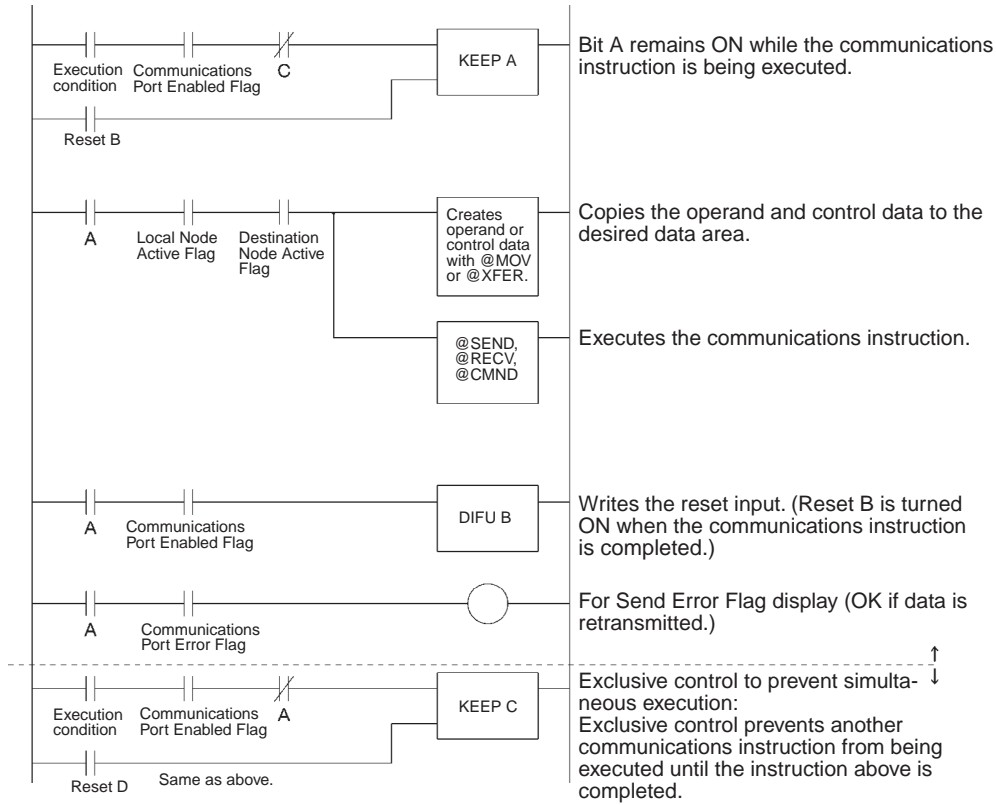 Execution condition
Communications Port Enabled Flag
C
KEEP A
Bit A remains ON while the communications
instruction is being executed.
Reset B
A
Local Node
Active Flag
Destination
Node Active
Flag
Creates
operand or
control data
with @MOV
or @XFER.
Copies the operand and control data to the
desired data area.
@SEND,
@RECV,
@CMND
Executes the communications instruction.
A
Communications
Port Enabled Flag
DIFU B
Writes the reset input. (Reset B is turned
ON when the communications instruction
is completed.)
A
Communications
Port Error Flag
For Send Error Flag display (OK if data is
retransmitted.)
↑
↓
Execution
condition
Communications
Port Enabled Flag
A
KEEP C
Exclusive control to prevent simulta-
neous execution:
Exclusive control prevents another
communications instruction from being
executed until the instruction above is
completed.
Reset D
Same as above.